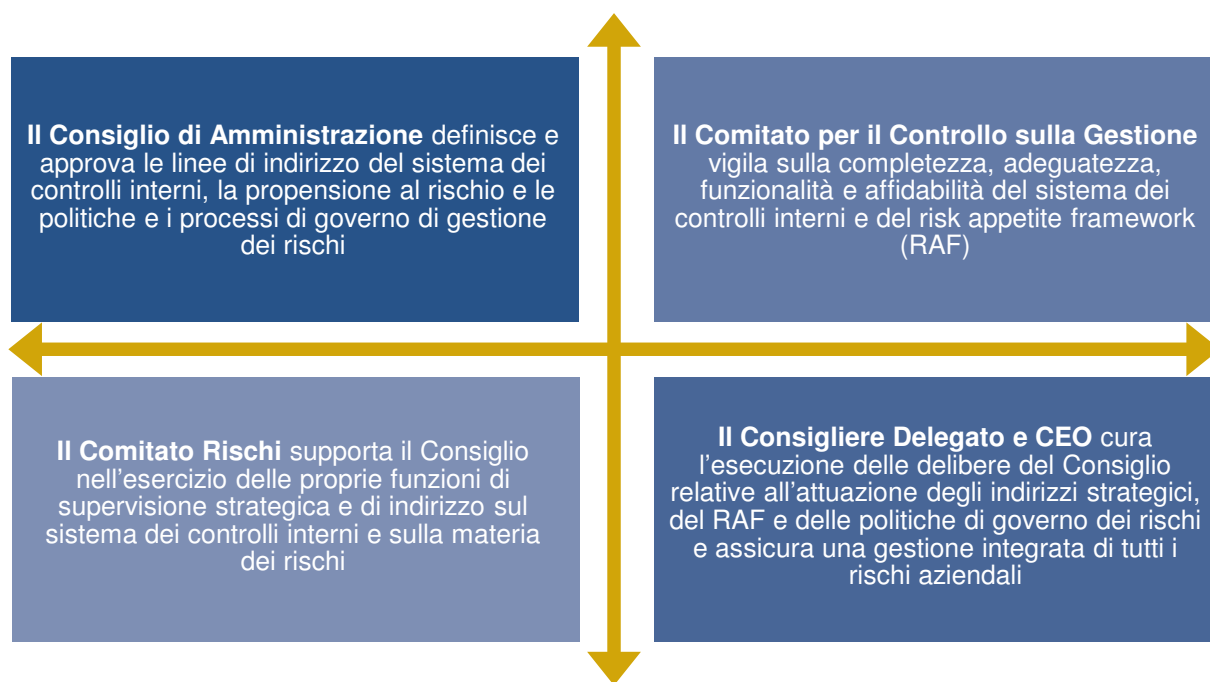 Il Consiglio di Amministrazione definisce e
approva le linee di indirizzo del sistema dei
controlli interni, la propensione al rischio e le
politiche e i processi di governo di gestione
dei rischi
Il Comitato per il Controllo sulla Gestione
vigila sulla completezza, adeguatezza,
funzionalità e affidabilità del sistema dei
controlli interni e del risk appetite framework
(RAF)
Il Comitato Rischi supporta il Consiglio
nell'esercizio delle proprie funzioni di
supervisione strategica e di indirizzo sul
sistema dei controlli interni e sulla materia
dei rischi
Il Consigliere Delegato e CEO cura
l'esecuzione delle delibere del Consiglio
relative all'attuazione degli indirizzi strategici,
del RAF e delle politiche di governo dei rischi
e assicura una gestione integrata di tutti i
rischi aziendali